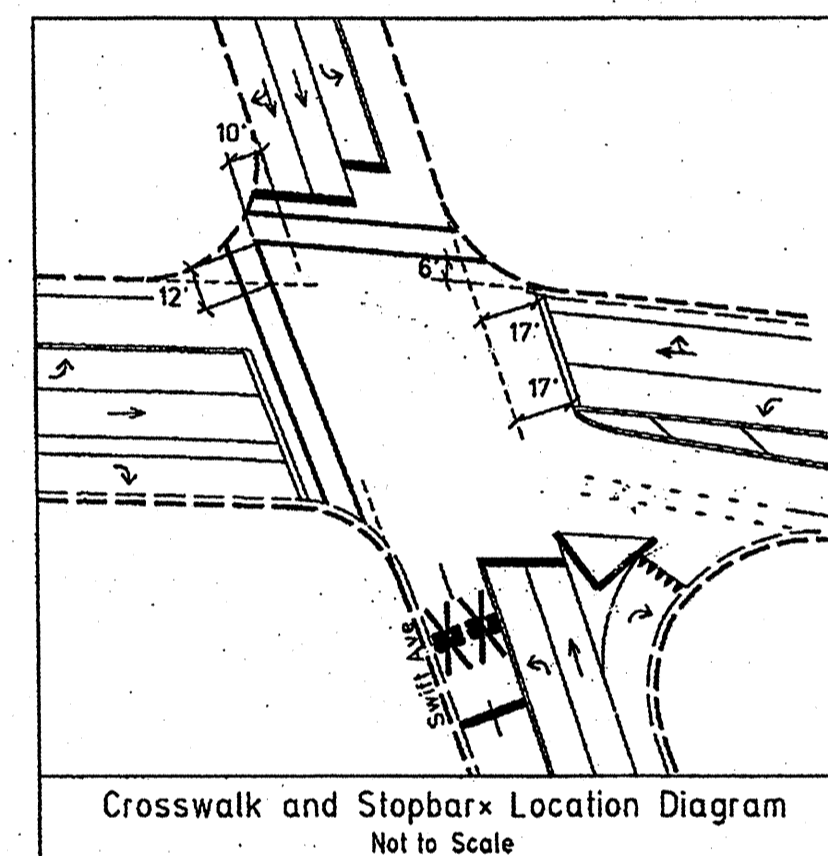 10'
6'
12'
17'
17'
Swift Ave
Crosswalk and Stopbar× Location Diagram
Not to Scale